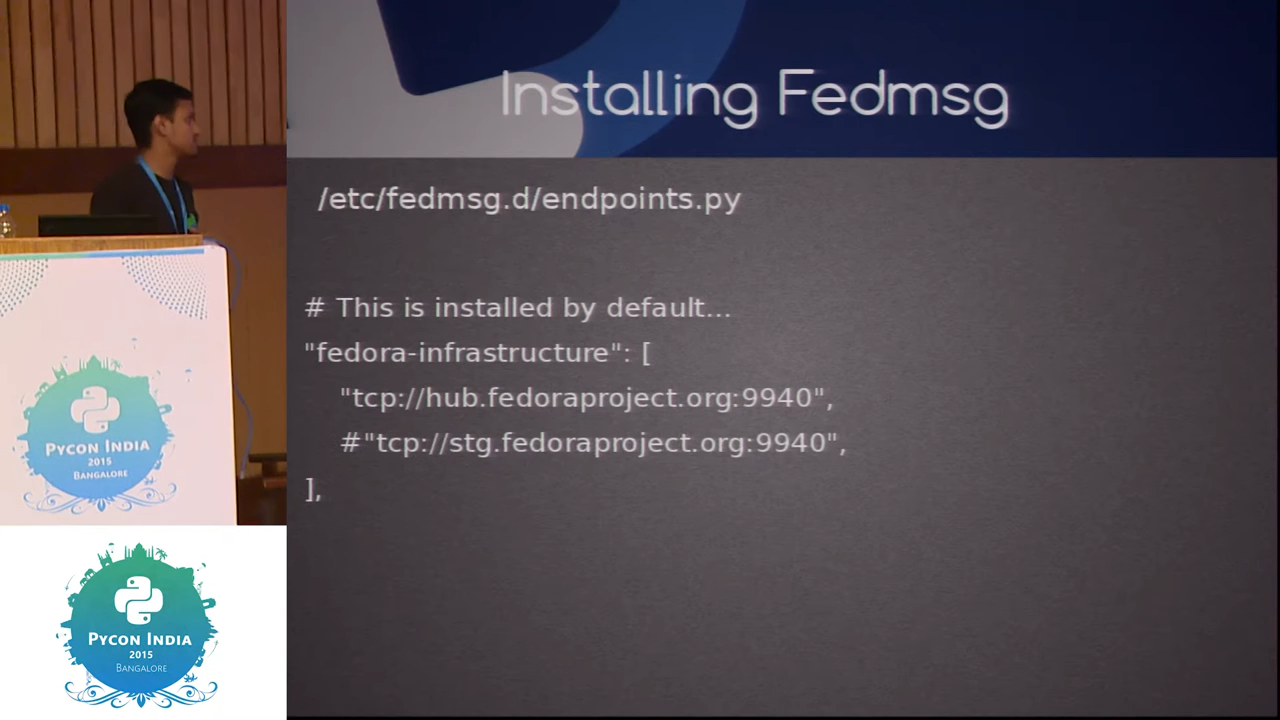 Installing Fedmsg
/etc/fedmsg.d/endpoints.py
# This is installed by default...
"fedora-infrastructure": [
"tcp://hub.fedoraproject.org:9940",
#"tcp://stg.fedoraproject.org:9940",
],
PYCON INDIA
2015
BANGALORE
PYCON INDIA
2015
BANGALORE